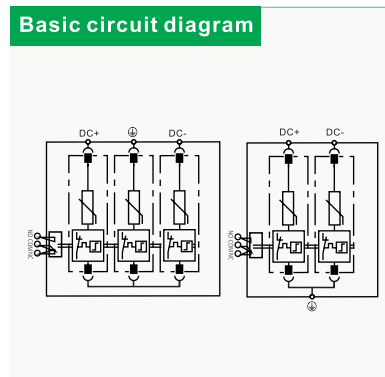 Basic circuit diagram
DC+
DC-
DC+
DC-
NO COM NC
NO COM NC